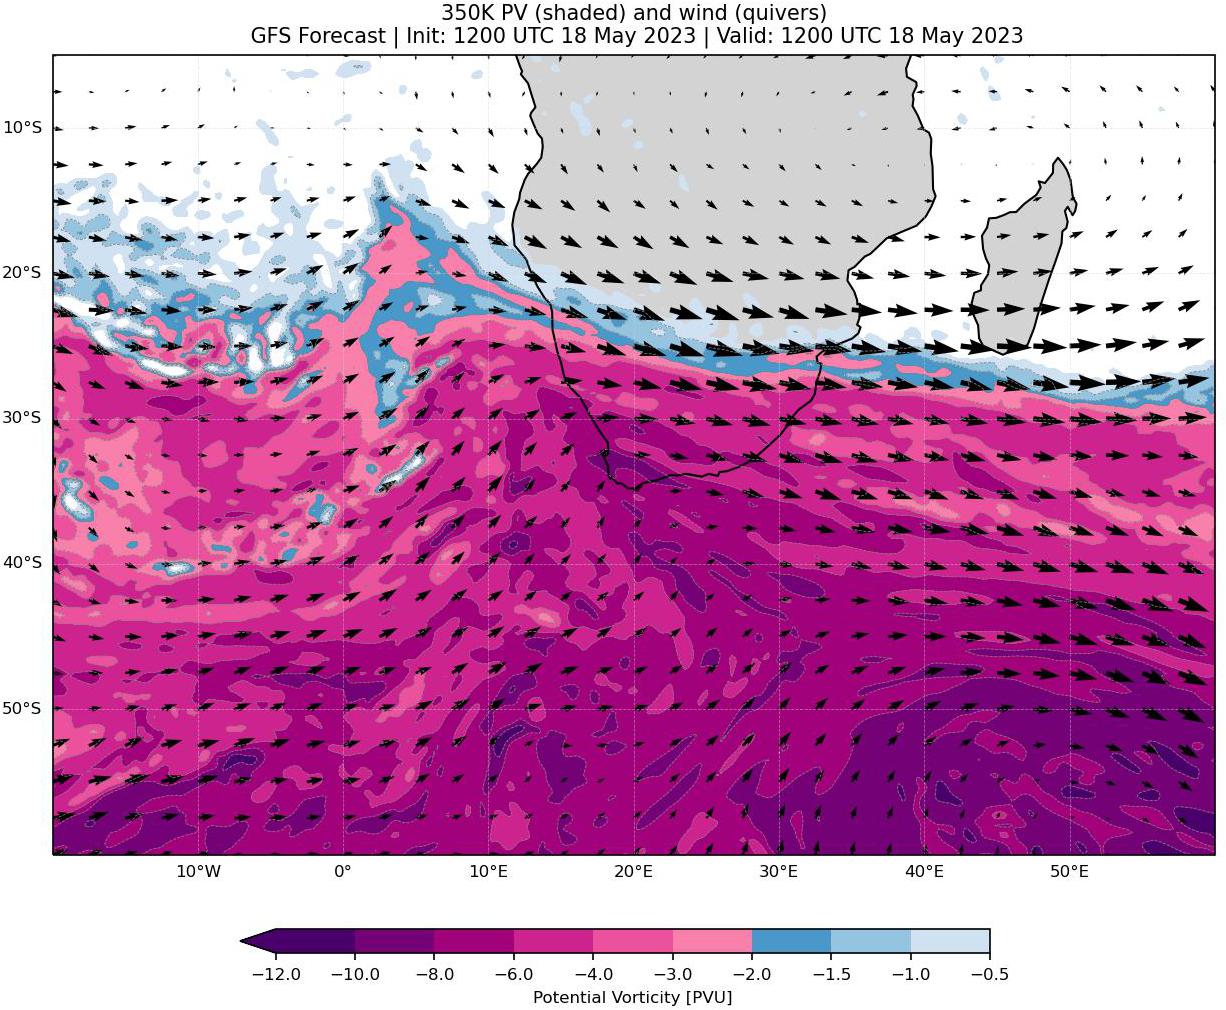 350K PV (shaded) and wind (quivers)
GFS Forecast | Init: 1200 UTC 18 May 2023 | Valid: 1200 UTC 18 May 2023
10°S
20°S
30°S
40°S
50°S
10°W 0° 10°E 20°E 30°E 40°E 50°E
−12.0 −10.0 −8.0 −6.0 −4.0 −3.0 −2.0 −1.5 −1.0 −0.5
Potential Vorticity [PVU]